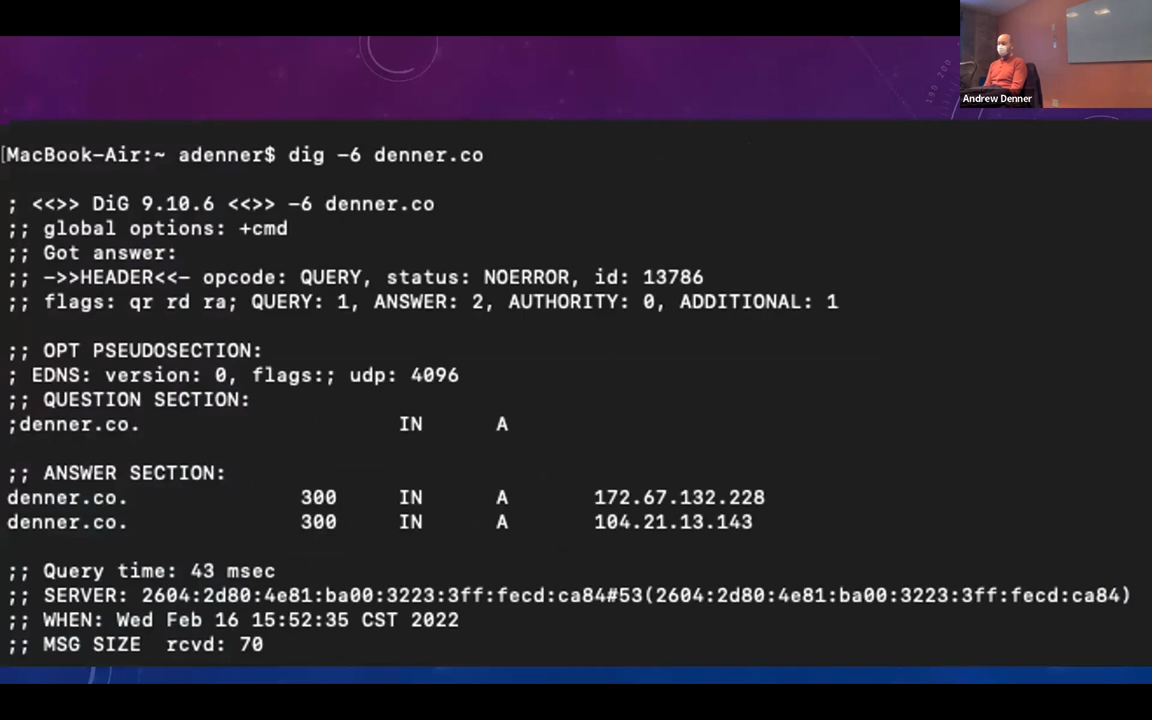 190 200
Andrew Denner
[MacBook-Air:~ adenner$ dig -6 denner.co
; <<>> DiG 9.10.6 <<>> -6 denner.co
;; global options: +cmd
;; Got answer:
;; ->>HEADER<<- opcode: QUERY, status: NOERROR, id: 13786
;; flags: qr rd ra; QUERY: 1, ANSWER: 2, AUTHORITY: 0, ADDITIONAL: 1
;; OPT PSEUDOSECTION:
; EDNS: version: 0, flags:; udp: 4096
;; QUESTION SECTION:
;denner.co. IN A
;; ANSWER SECTION:
denner.co. 300 IN A 172.67.132.228
denner.co. 300 IN A 104.21.13.143
;; Query time: 43 msec
;; SERVER: 2604:2d80:4e81:ba00:3223:3ff:fecd:ca84#53(2604:2d80:4e81:ba00:3223:3ff:fecd:ca84)
;; WHEN: Wed Feb 16 15:52:35 CST 2022
;; MSG SIZE rcvd: 70